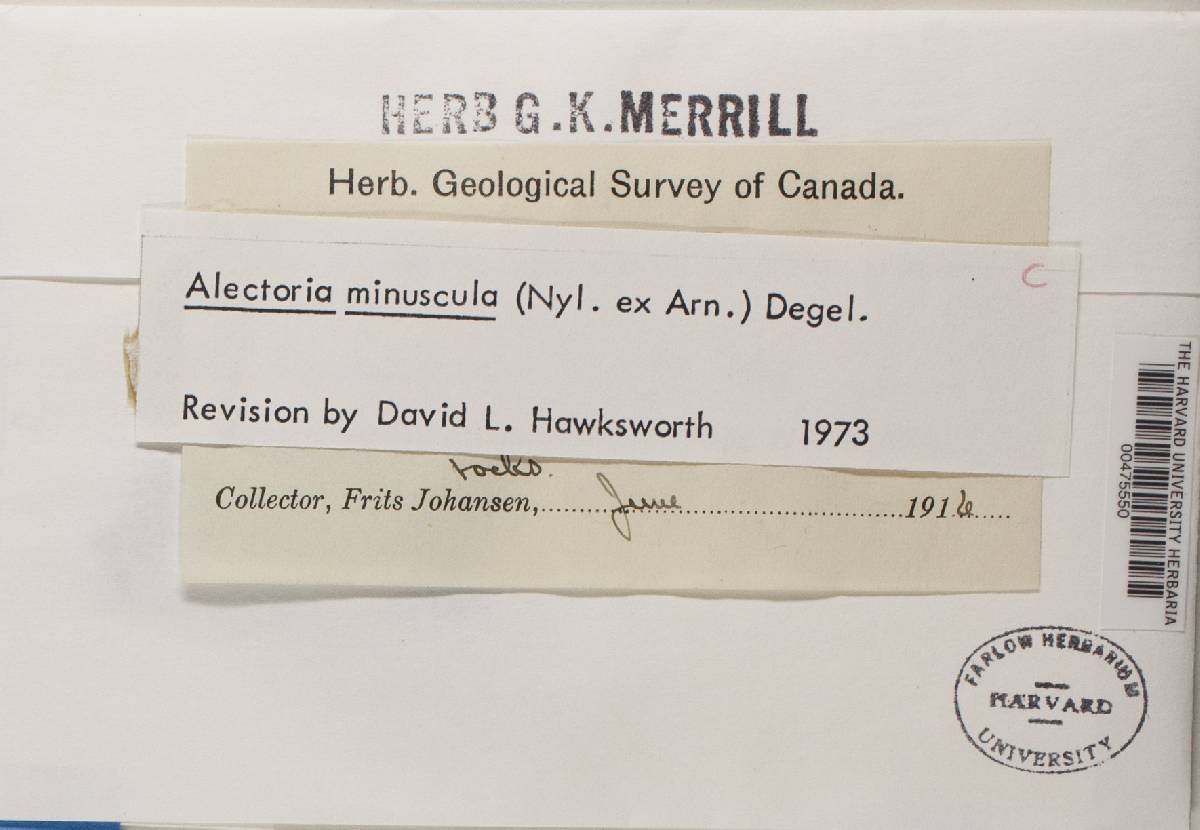 HERB G.K.MERRILL
Herb. Geological Survey of Canada.
C
Alectoria minuscula (Nyl. ex Arn.) Degel.
Revision by David L. Hawksworth 1973
rocks.
Collector, Frits Johansen, June 1916
THE HARVARD UNIVERSITY HERBARIA
00475550
FARLOW HERBARIUM
HARVARD
UNIVERSITY